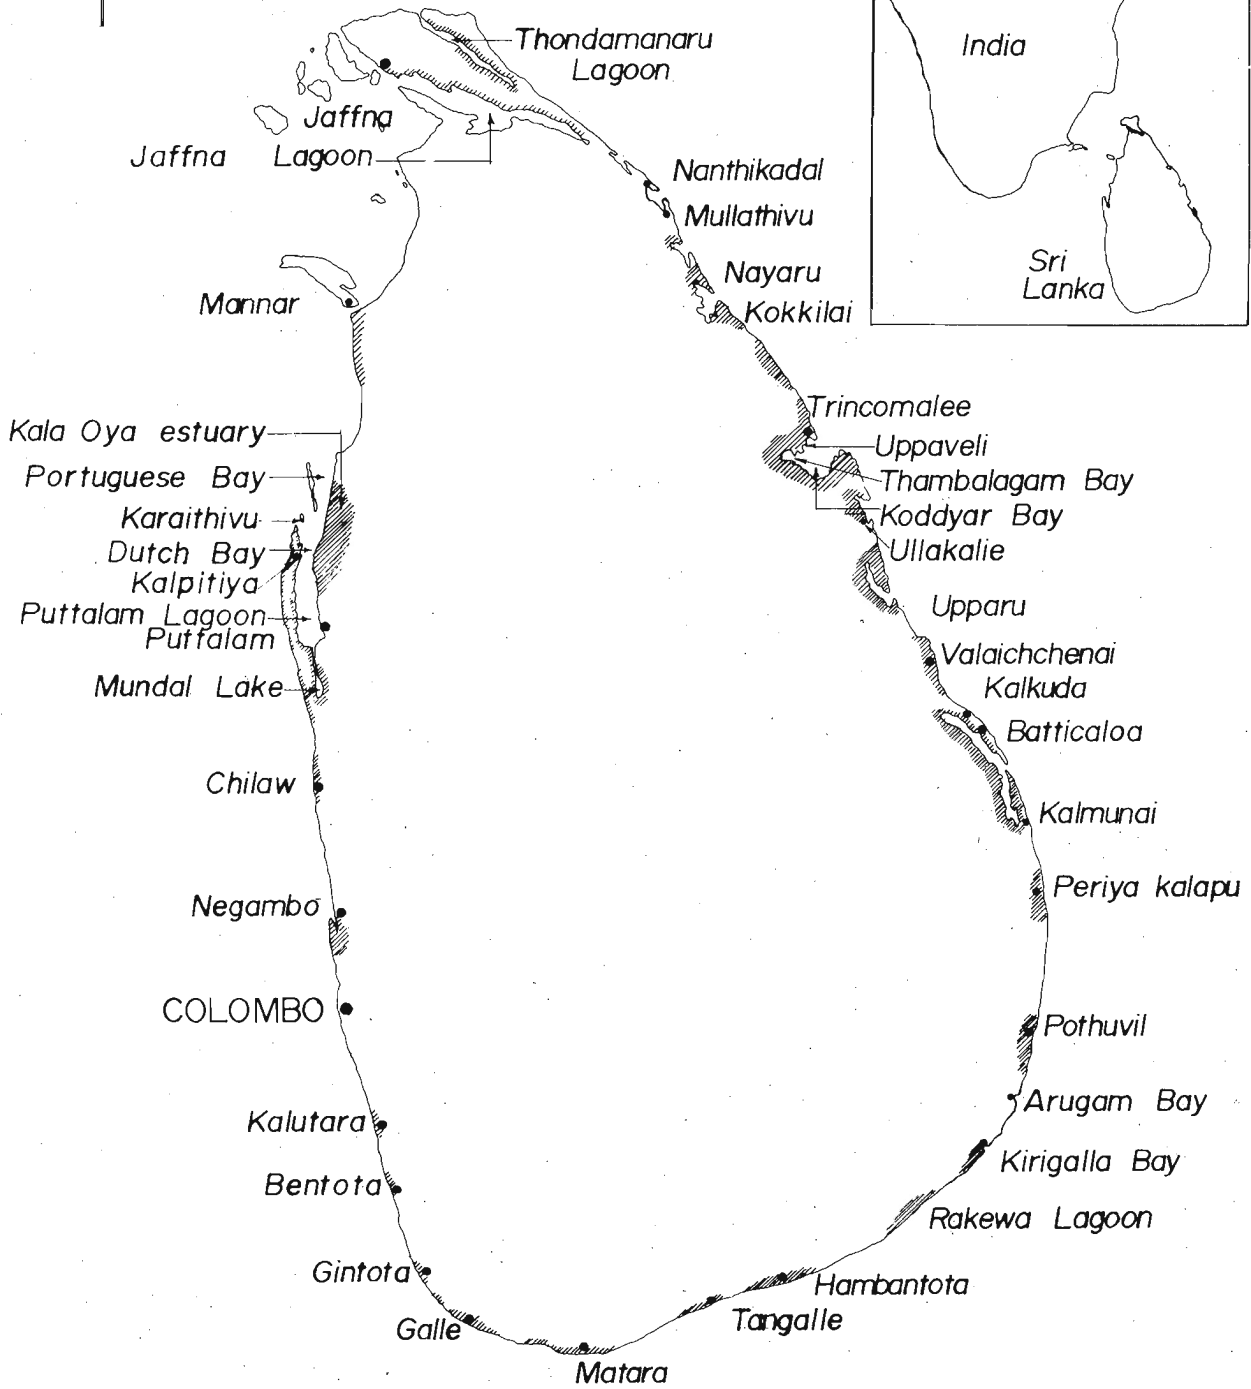 Thondamanaru
Lagoon
India
Jaffna
Jaffna Lagoon
Nanthikadal
Mullathivu
Nayaru
Sri
Lanka
Mannar
Kokkilai
Trincomalee
Kala Oya estuary
Uppaveli
Portuguese Bay
Thambalagam Bay
Karaithivu
Koddyar Bay
Dutch Bay
Ullakalie
Kalpitiya
Upparu
Puttalam Lagoon
Puttalam
Valaichchenai
Mundal Lake
Kalkuda
Batticaloa
Chilaw
Kalmunai
Negambo
Periya kalapu
COLOMBO
Pothuvil
Arugam Bay
Kalutara
Kirigalla Bay
Bentota
Rakewa Lagoon
Gintota
Hambantota
Galle
Tangalle
Matara